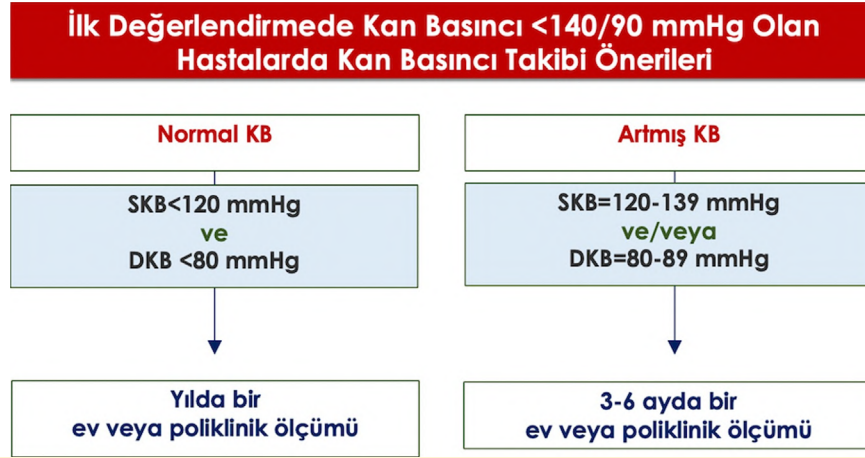 İlk Değerlendirmede Kan Basıncı <140/90 mmHg Olan
Hastalarda Kan Basıncı Takibi Önerileri
Normal KB
SKB<120 mmHg
ve
DKB <80 mmHg
Yılda bir
ev veya poliklinik ölçümü
Artmış KB
SKB=120-139 mmHg
ve/veya
DKB=80-89 mmHg
3-6 ayda bir
ev veya poliklinik ölçümü